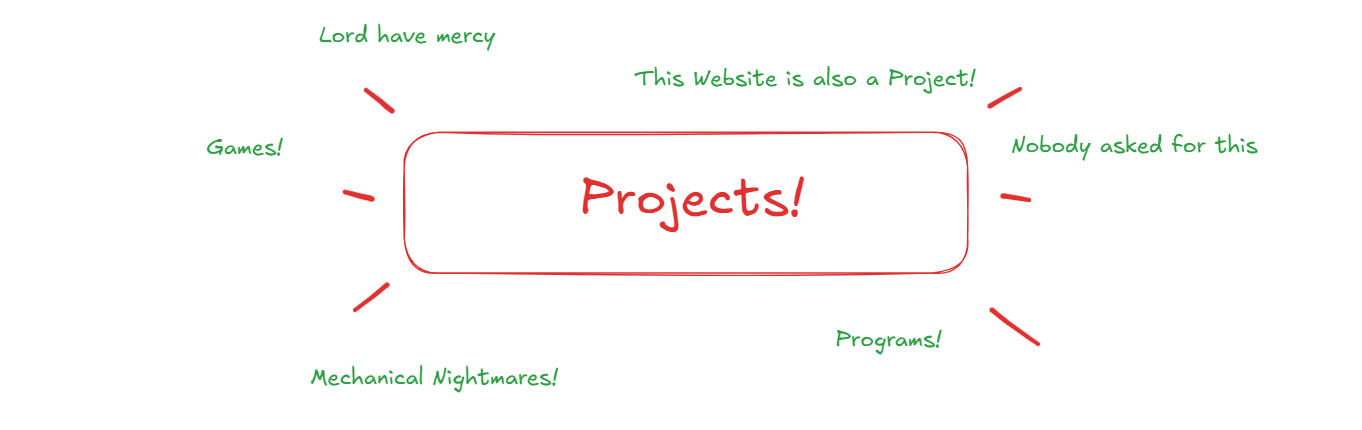 Lord have mercy
This Website is also a Project!
Games!
Nobody asked for this
Projects!
Programs!
Mechanical Nightmares!